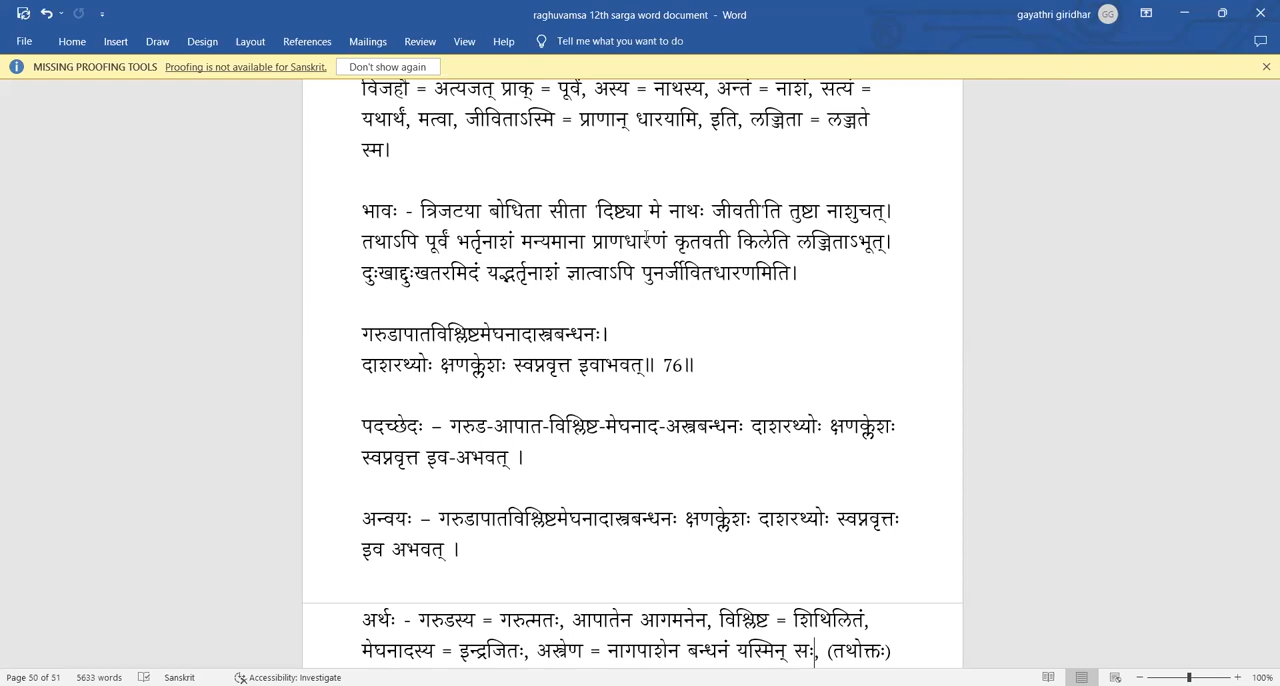 raghuvamsa 12th sarga word document - Word
gayathri giridhar GG
File Home Insert Draw Design Layout References Mailings Review View Help Tell me what you want to do
MISSING PROOFING TOOLS Proofing is not available for Sanskrit. Don't show again
विजहौ = अत्यजत् प्राक् = पूर्वं, अस्य = नाथस्य, अन्तं = नाशं, सत्यं =
यथार्थं, मत्वा, जीविताऽस्मि = प्राणान् धारयामि, इति, लज्जिता = लज्जते
स्म।
भावः - त्रिजटया बोधिता सीता 'दिष्ट्या मे नाथः जीवती'ति तुष्टा नाशुचत्।
तथाऽपि पूर्वं भर्तृनाशं मन्यमाना प्राणधारणं कृतवती किलेति लज्जिताऽभूत्।
दुःखाद्दुःखतरमिदं यद्भर्तृनाशं ज्ञात्वाऽपि पुनर्जीवितधारणमिति।
गरुडापातविश्लिष्टमेघनादास्त्रबन्धनः।
दाशरथ्योः क्षणक्लेशः स्वप्नवृत्त इवाभवत्॥ 76॥
पदच्छेदः – गरुड-आपात-विश्लिष्ट-मेघनाद-अस्त्रबन्धनः दाशरथ्योः क्षणक्लेशः
स्वप्नवृत्त इव-अभवत् ।
अन्वयः – गरुडापातविश्लिष्टमेघनादास्त्रबन्धनः क्षणक्लेशः दाशरथ्योः स्वप्नवृत्तः
इव अभवत् ।
अर्थः - गरुडस्य = गरुत्मतः, आपातेन आगमनेन, विश्लिष्ट = शिथिलितं,
मेघनादस्य = इन्द्रजितः, अस्त्रेण = नागपाशेन बन्धनं यस्मिन् सः, (तथोक्तः)
Page 50 of 51 5633 words Sanskrit Accessibility: Investigate 100%